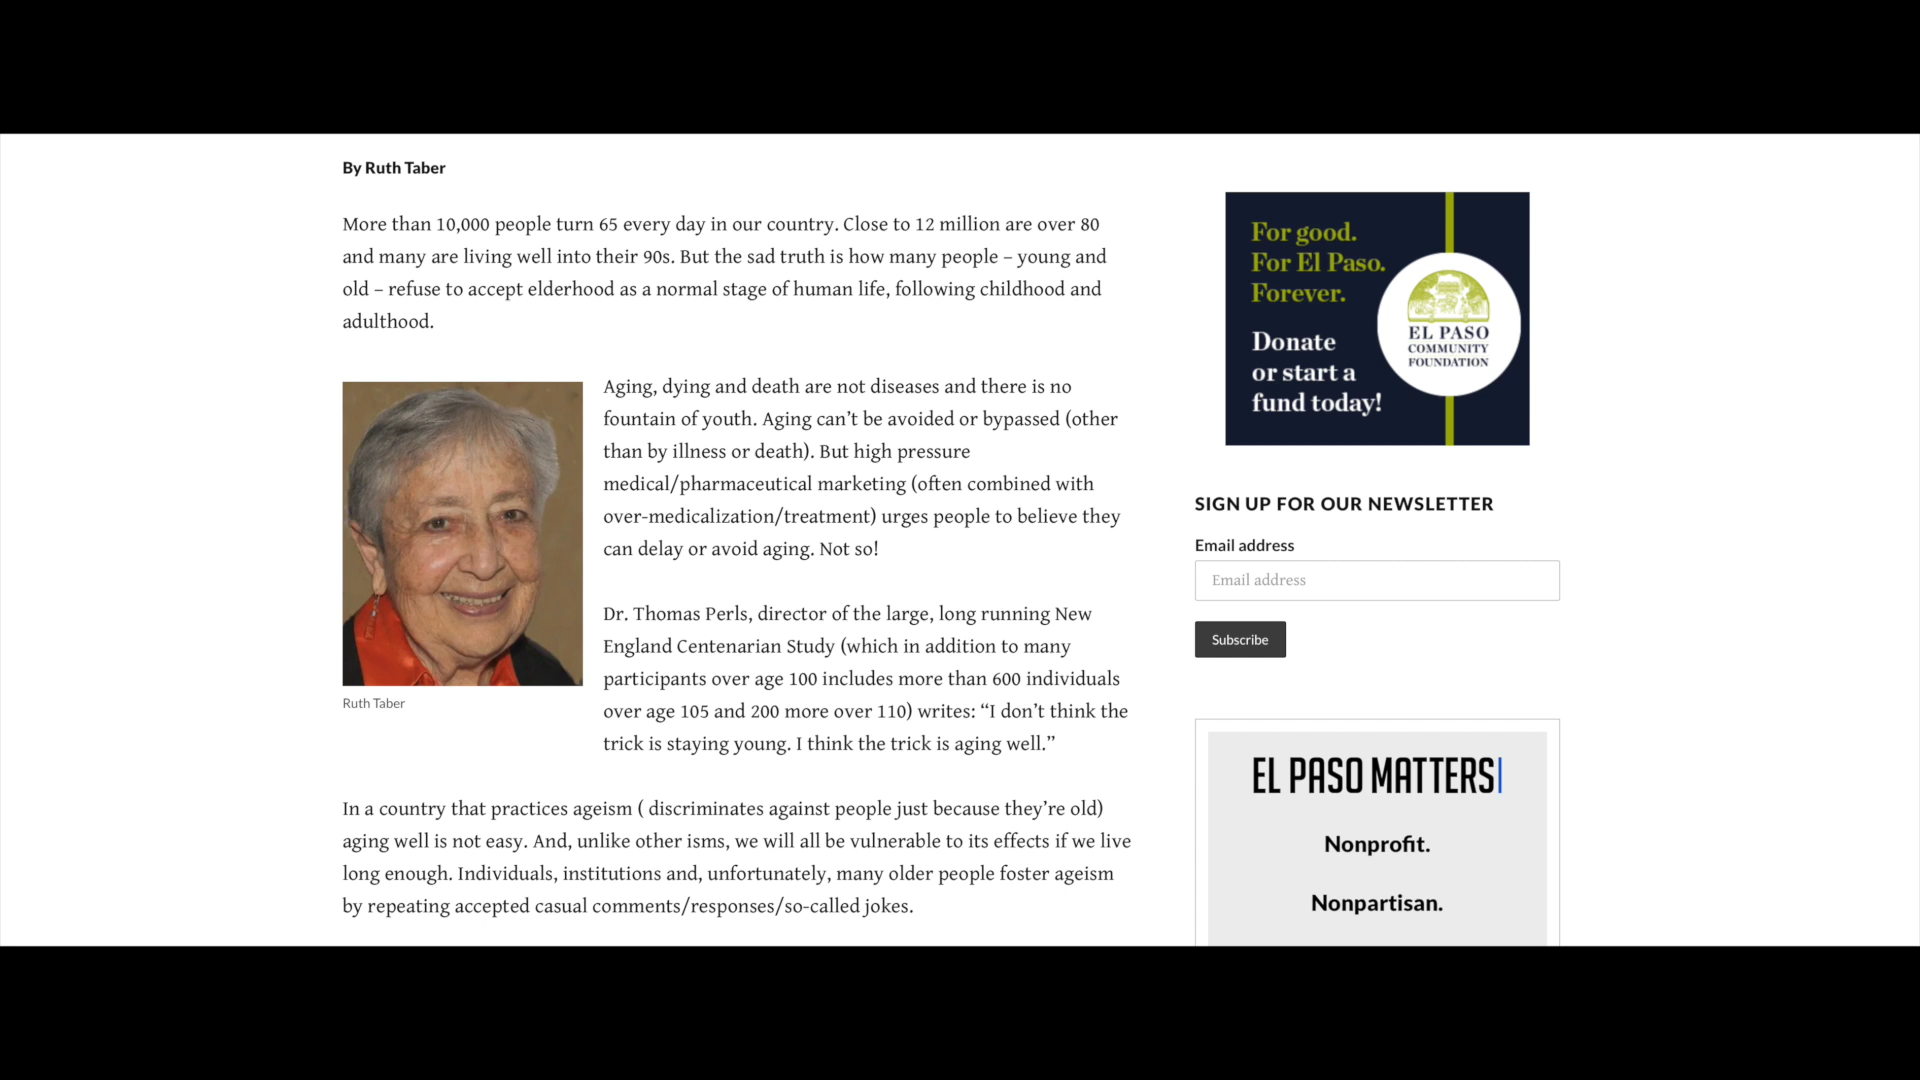 By Ruth Taber
More than 10,000 people turn 65 every day in our country. Close to 12 million are over 80
and many are living well into their 90s. But the sad truth is how many people – young and
old – refuse to accept elderhood as a normal stage of human life, following childhood and
adulthood.
Aging, dying and death are not diseases and there is no
fountain of youth. Aging can’t be avoided or bypassed (other
than by illness or death). But high pressure
medical/pharmaceutical marketing (often combined with
over-medicalization/treatment) urges people to believe they
can delay or avoid aging. Not so!
Dr. Thomas Perls, director of the large, long running New
England Centenarian Study (which in addition to many
participants over age 100 includes more than 600 individuals
over age 105 and 200 more over 110) writes: “I don’t think the
trick is staying young. I think the trick is aging well.”
Ruth Taber
In a country that practices ageism ( discriminates against people just because they’re old)
aging well is not easy. And, unlike other isms, we will all be vulnerable to its effects if we live
long enough. Individuals, institutions and, unfortunately, many older people foster ageism
by repeating accepted casual comments/responses/so-called jokes.
For good.
For El Paso.
Forever.
Donate
or start a
fund today!
EL PASO
COMMUNITY
FOUNDATION
SIGN UP FOR OUR NEWSLETTER
Email address
Email address
Subscribe
EL PASO MATTERS
Nonprofit.
Nonpartisan.